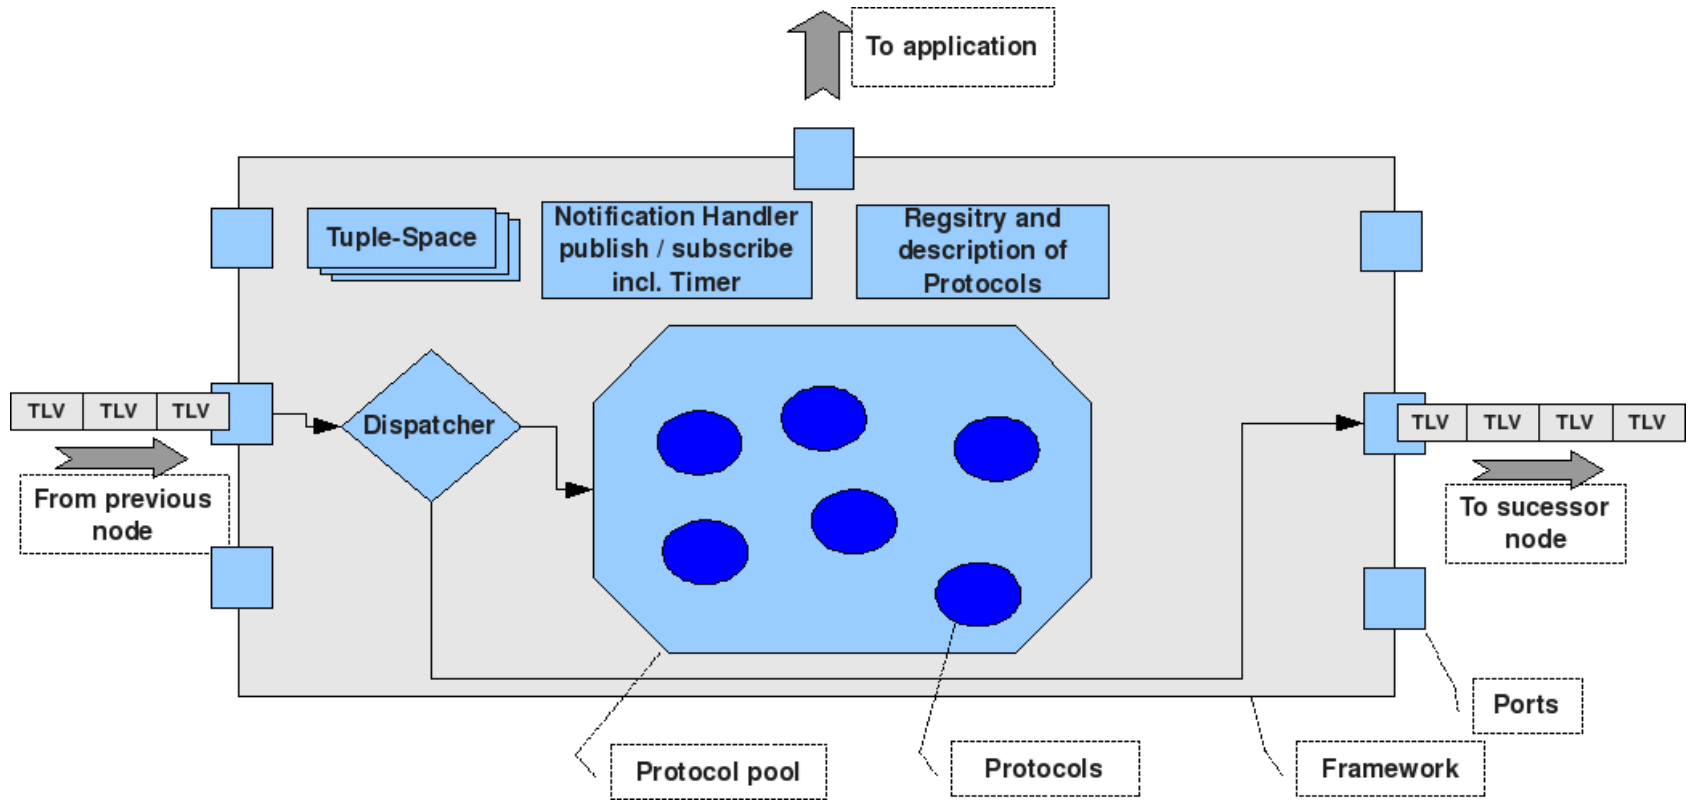 To application
Tuple-Space
Notification Handler
publish / subscribe
incl. Timer
Regsitry and
description of
Protocols
TLV TLV TLV
Dispatcher
TLV TLV TLV TLV
From previous
node
To sucessor
node
Ports
Protocol pool
Protocols
Framework